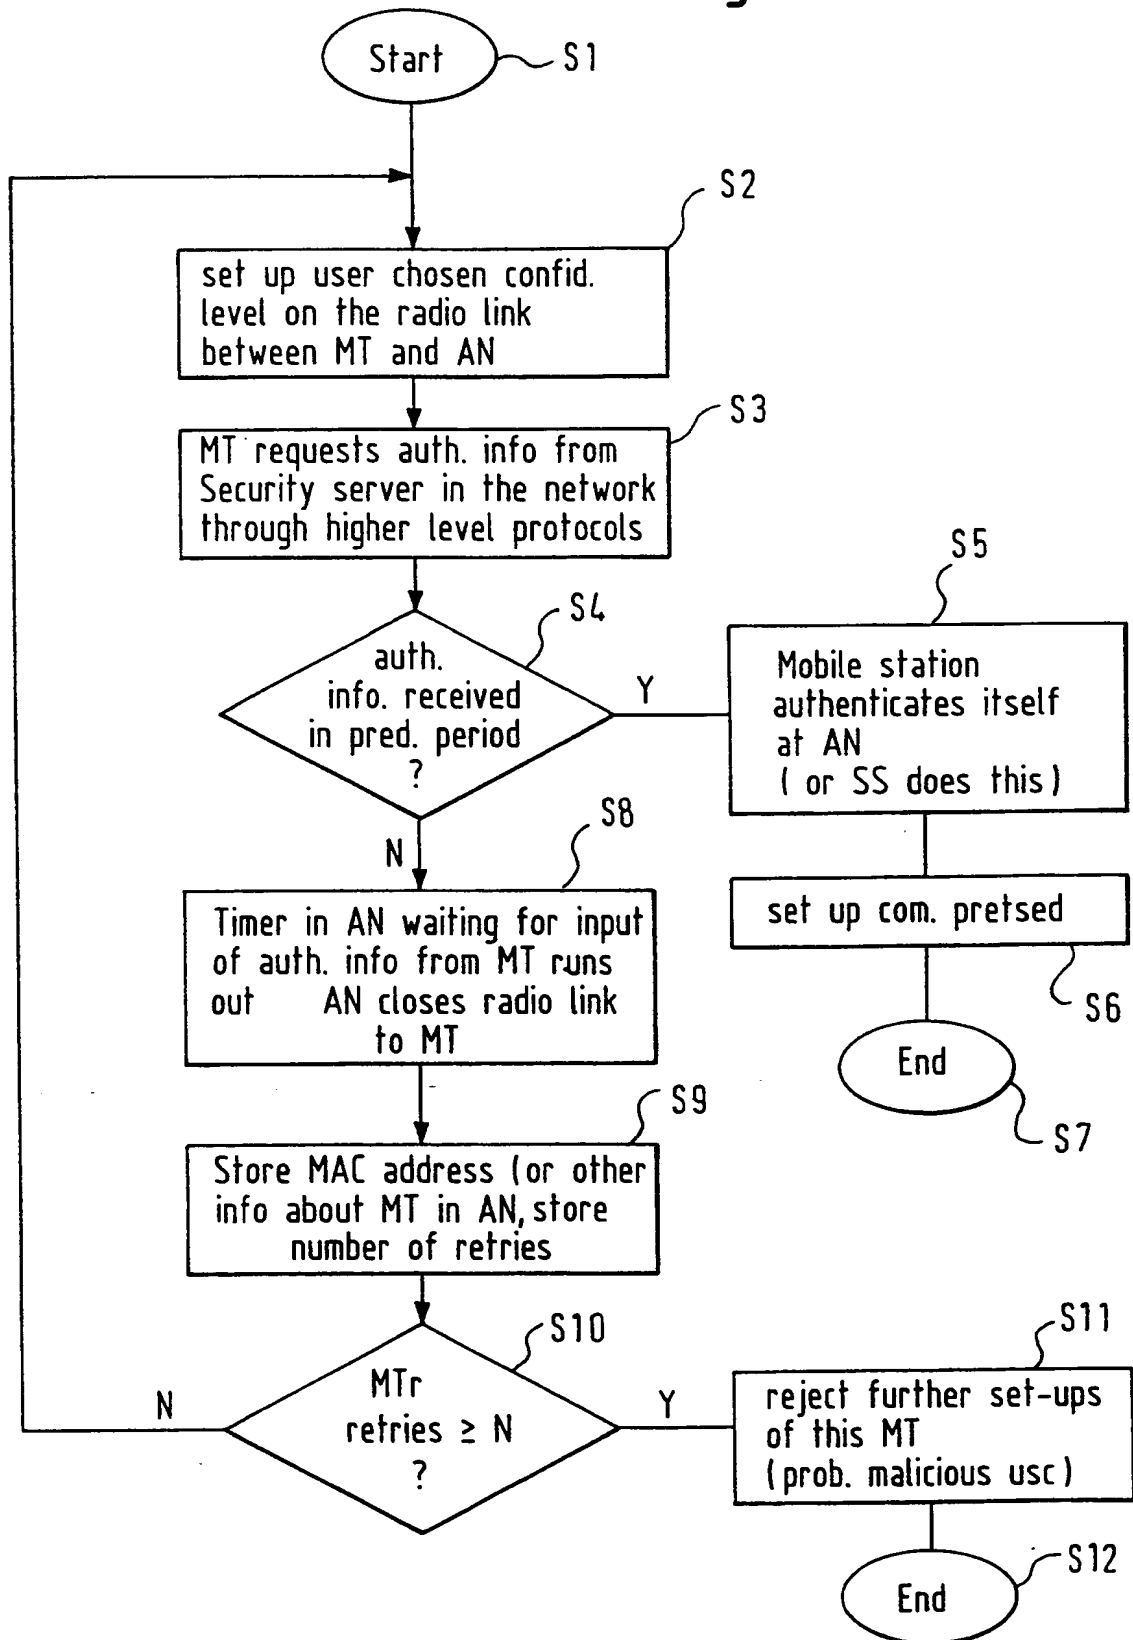 Start
S1
S2
set up user chosen confid.
level on the radio link
between MT and AN
S3
MT requests auth. info from
Security server in the network
through higher level protocols
S4
auth.
info. received
in pred. period
?
Y
N
S5
Mobile station
authenticates itself
at AN
( or SS does this )
set up com. pretsed
S6
End
S7
S8
Timer in AN waiting for input
of auth. info from MT runs
out AN closes radio link
to MT
S9
Store MAC address (or other
info about MT in AN, store
number of retries
S10
MTr
retries ≥ N
?
N
Y
S11
reject further set-ups
of this MT
(prob. malicious usc)
End
S12